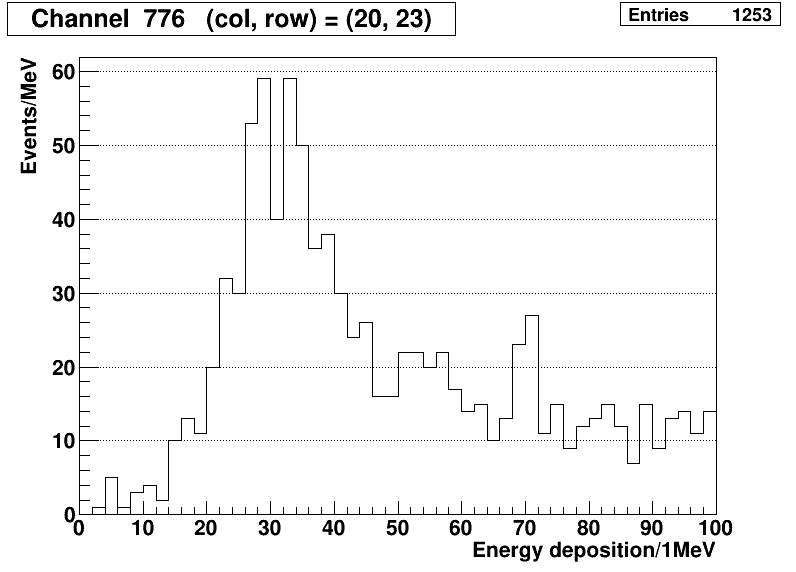 Channel 776 (col, row) = (20, 23)
Entries 1253
Events/MeV
60
50
40
30
20
10
0
0 10 20 30 40 50 60 70 80 90 100
Energy deposition/1MeV